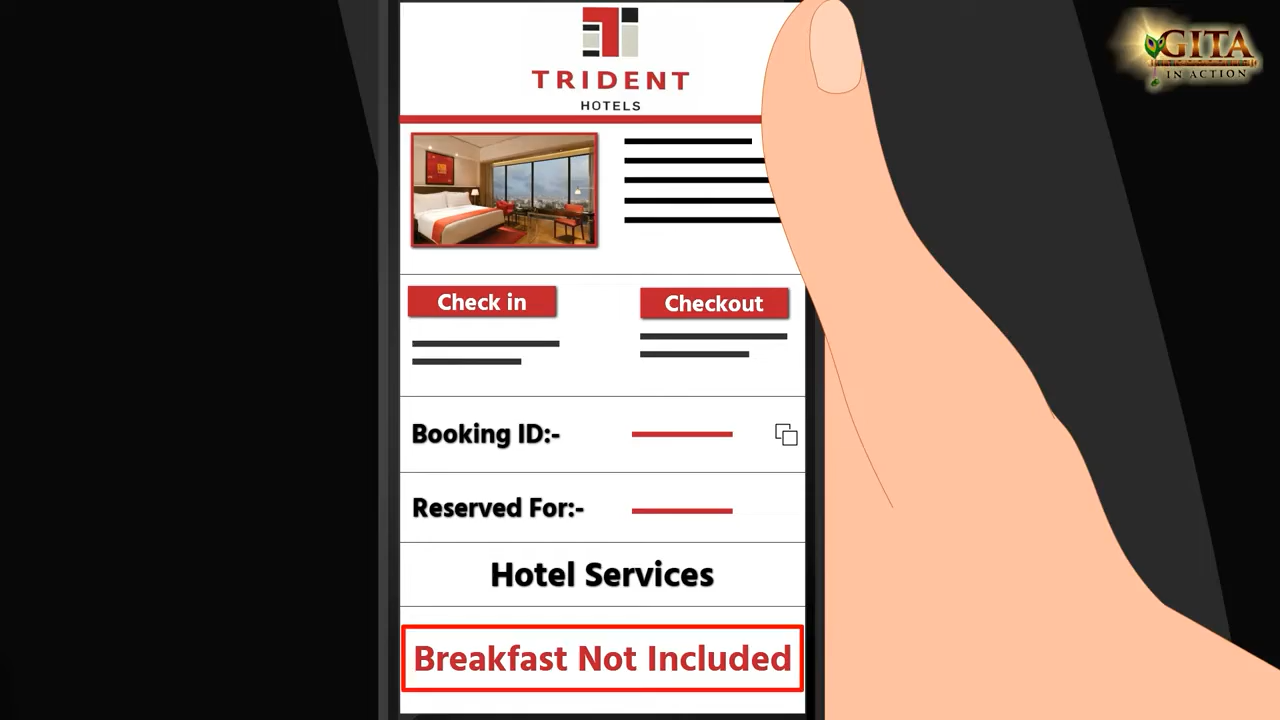 GITA
IN ACTION
TRIDENT
HOTELS
Check in
Checkout
Booking ID:-
Reserved For:-
Hotel Services
Breakfast Not Included